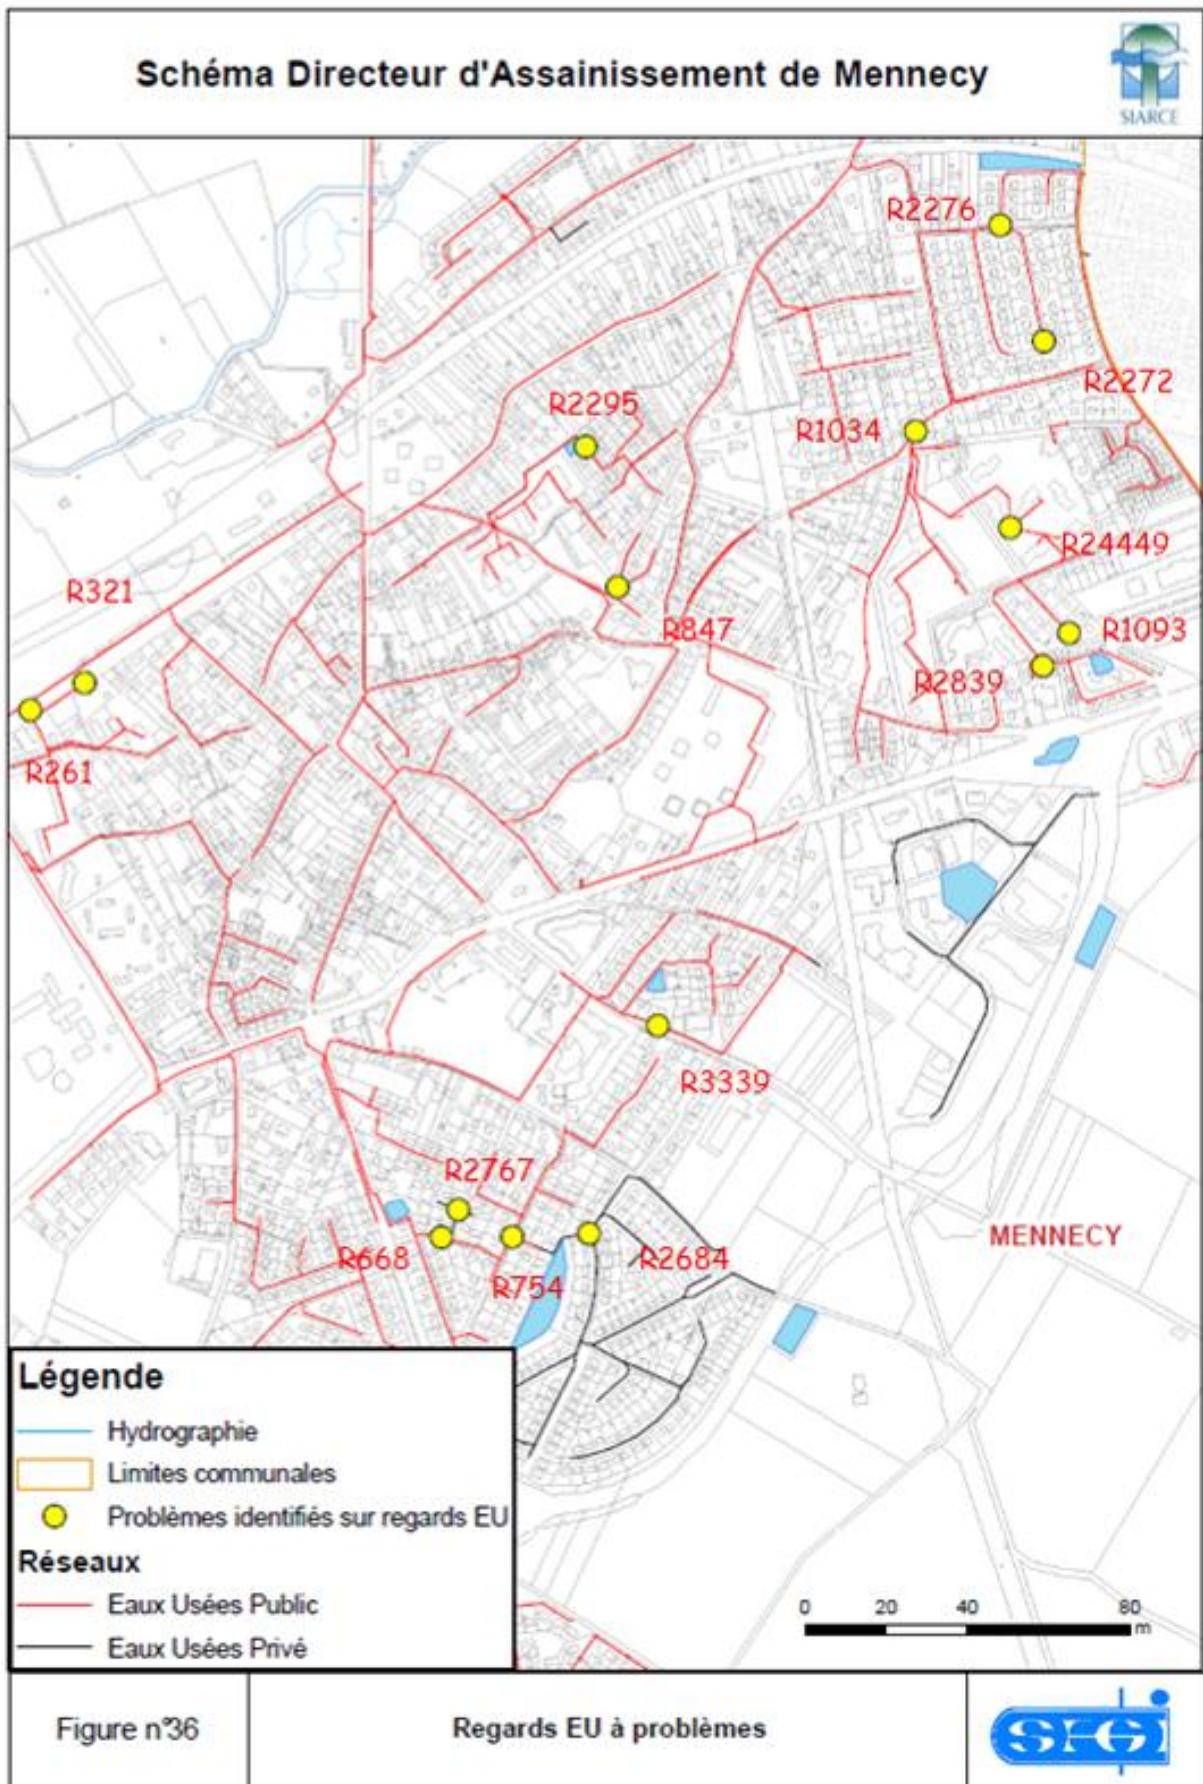 Schéma Directeur d'Assainissement de Mennecy
SIARCE
R2276
R2272
R2295
R1034
R24449
R321
R847
R1093
R2839
R261
R3339
R2767
MENNECY
R668
R2684
R754
Légende
Hydrographie
Limites communales
Problèmes identifiés sur regards EU
Réseaux
Eaux Usées Public
Eaux Usées Privé
0 20 40 80
m
Figure n°36
Regards EU à problèmes